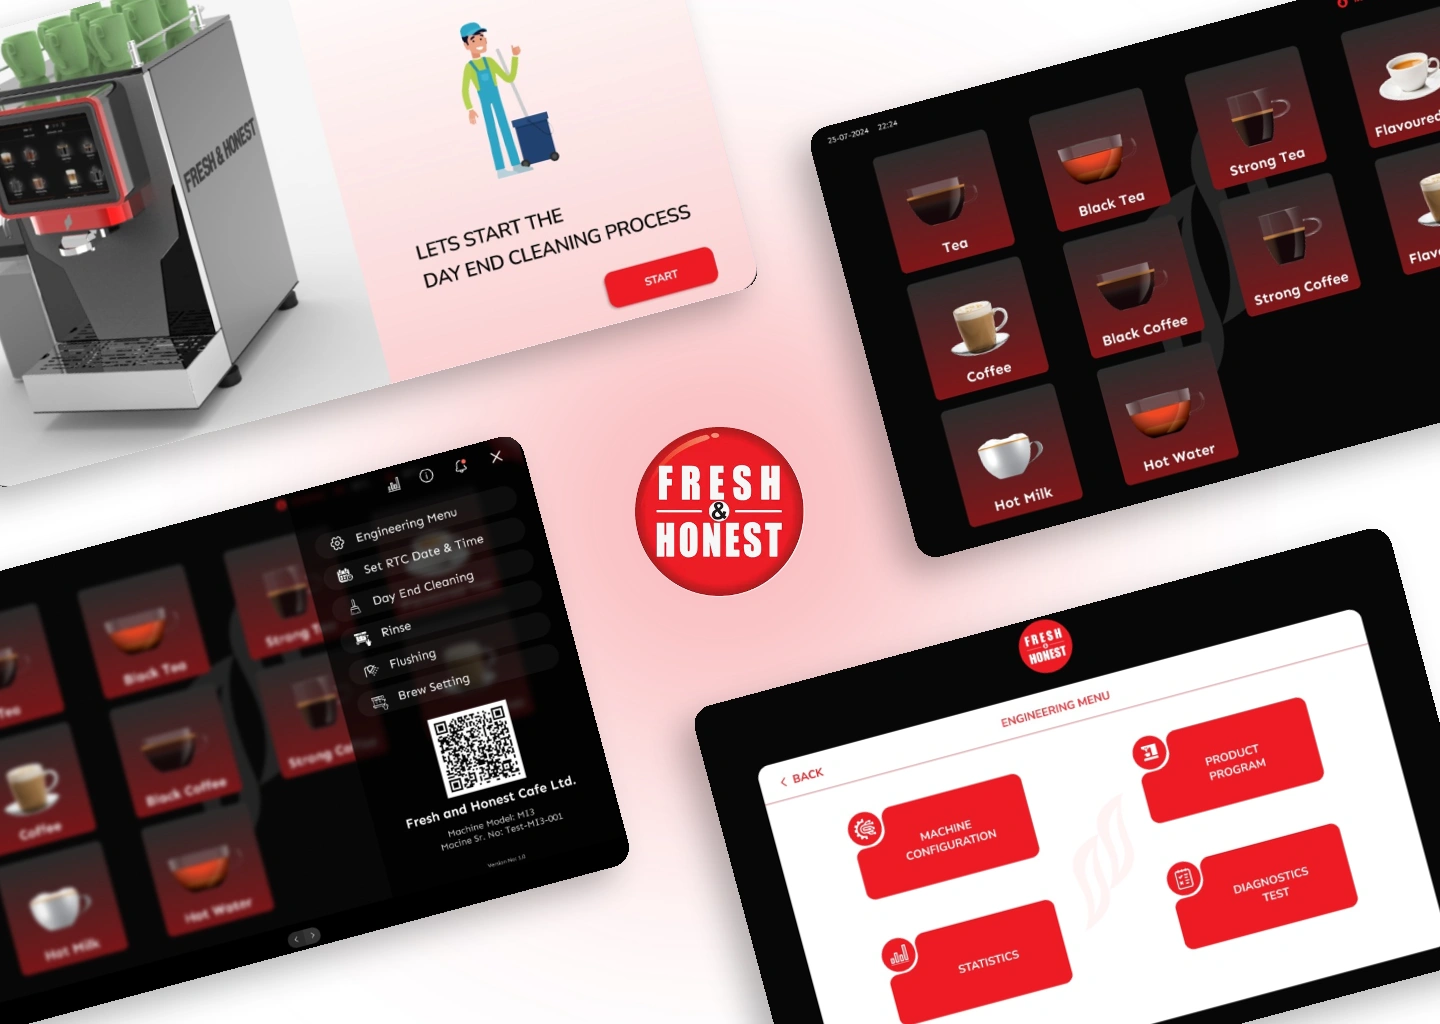 FRESH & HONEST
LETS START THE
DAY END CLEANING PROCESS
START
25-07-2024 22:24
Tea
Black Tea
Strong Tea
Flavoured
Coffee
Black Coffee
Strong Coffee
Hot Milk
Hot Water
FRESH
&
HONEST
Engineering Menu
Set RTC Date & Time
Day End Cleaning
Rinse
Flushing
Brew Setting
Fresh and Honest Cafe Ltd.
Machine Model: M13
Macine Sr. No: Test-M13-001
Version No: 1.0
Tea
Black Tea
Strong T
Coffee
Black Coffee
Strong Co
Hot Milk
Hot Water
FRESH
&
HONEST
ENGINEERING MENU
BACK
MACHINE
CONFIGURATION
PRODUCT
PROGRAM
STATISTICS
DIAGNOSTICS
TEST